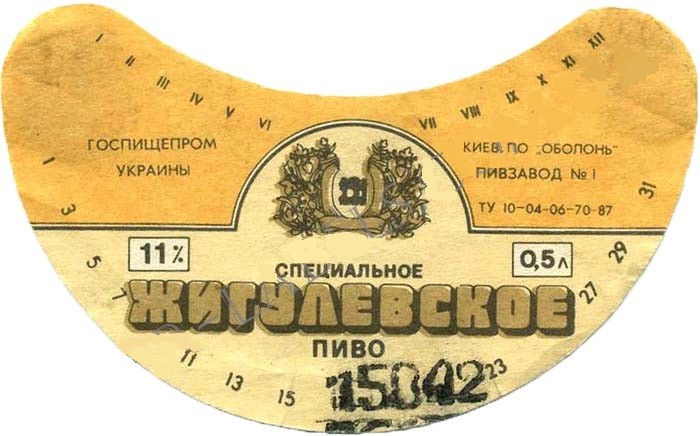 I II III IV V VI VII VIII IX X XI XII
ГОСПИЩЕПРОМ
УКРАИНЫ
КИЕВ ПО „ОБОЛОНЬ"
ПИВЗАВОД № 1
ТУ 10-04-06-70-87
11% 
0,5л
СПЕЦИАЛЬНОЕ
ЖИГУЛЕВСКОЕ
ПИВО
1 3 5 7 11 13 15 23 27 29 31